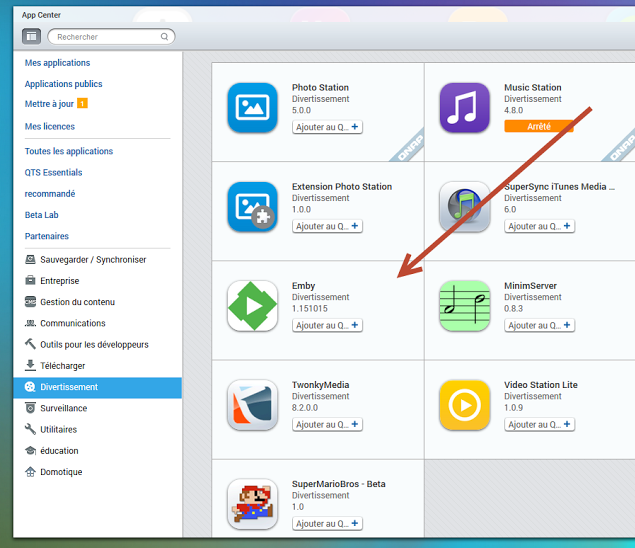 App Center
Rechercher
Mes applications
Applications publics
Mettre à jour 1
Mes licences
Toutes les applications
QTS Essentials
recommandé
Beta Lab
Partenaires
Sauvegarder / Synchroniser
Entreprise
CMS Gestion du contenu
Communications
Outils pour les développeurs
Télécharger
Divertissement
Surveillance
Utilitaires
éducation
Domotique
Photo Station
Divertissement
5.0.0
Ajouter au Q... +
QNAP
Music Station
Divertissement
4.8.0
Arrêté
QNAP
Extension Photo Station
Divertissement
1.0.0
Ajouter au Q... +
SuperSync iTunes Media ...
Divertissement
6.0
Ajouter au Q... +
Emby
Divertissement
1.151015
Ajouter au Q... +
MinimServer
Divertissement
0.8.3
Ajouter au Q... +
TwonkyMedia
Divertissement
8.2.0.0
Ajouter au Q... +
Video Station Lite
Divertissement
1.0.9
Ajouter au Q... +
SuperMarioBros - Beta
Divertissement
1.0
Ajouter au Q... +